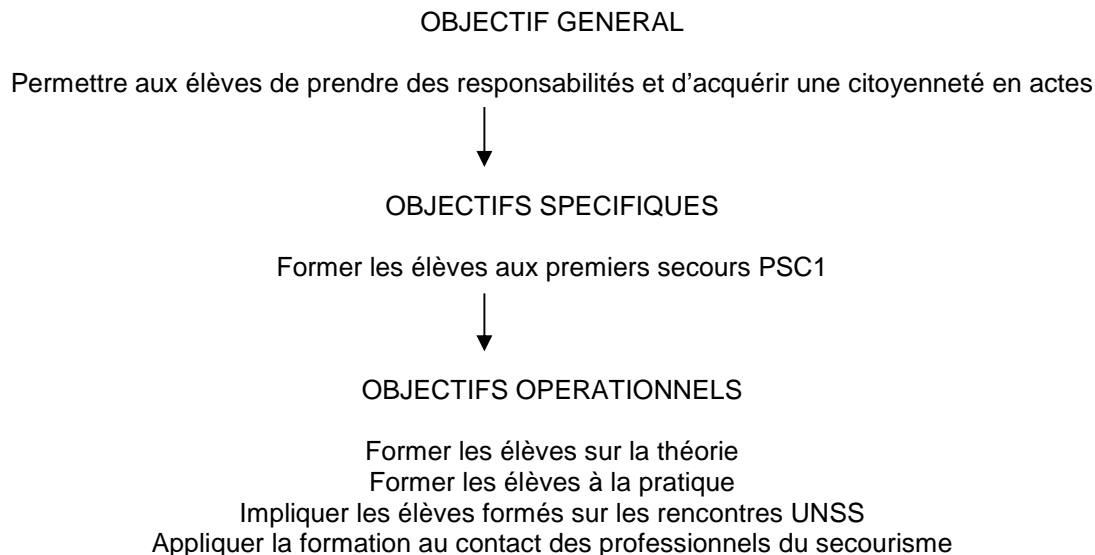 OBJECTIF GENERAL
Permettre aux élèves de prendre des responsabilités et d'acquérir une citoyenneté en actes
OBJECTIFS SPECIFIQUES
Former les élèves aux premiers secours PSC1
OBJECTIFS OPERATIONNELS
Former les élèves sur la théorie
Former les élèves à la pratique
Impliquer les élèves formés sur les rencontres UNSS
Appliquer la formation au contact des professionnels du secourisme